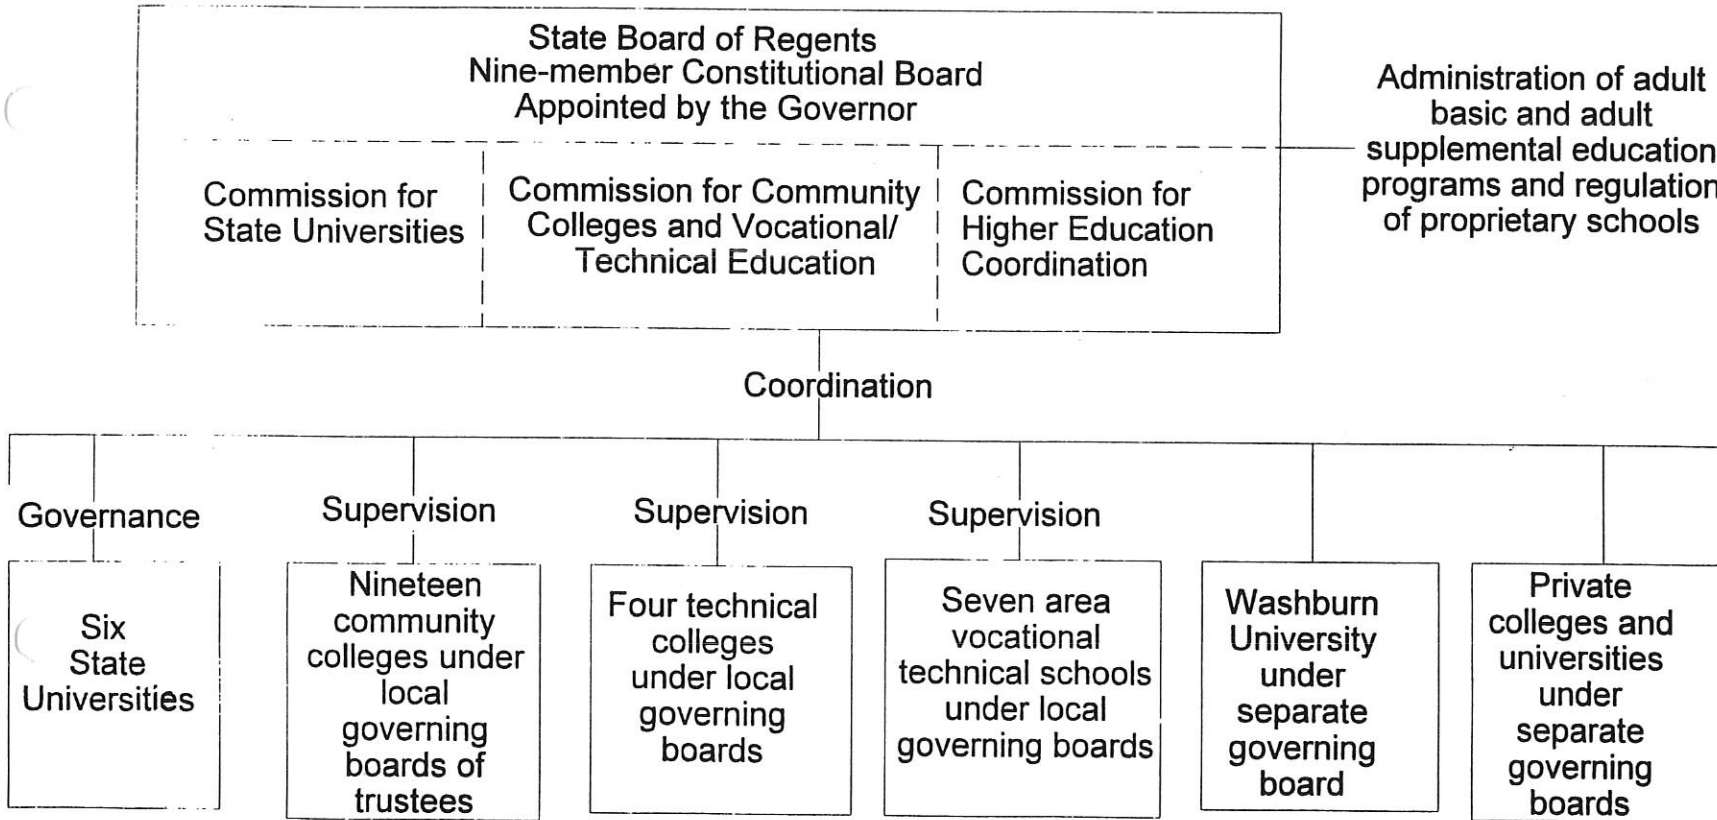 State Board of Regents
Nine-member Constitutional Board
Appointed by the Governor
Administration of adult
basic and adult
supplemental education
programs and regulation
of proprietary schools
Commission for
State Universities
Commission for Community
Colleges and Vocational/
Technical Education
Commission for
Higher Education
Coordination
Coordination
Governance
Supervision
Supervision
Supervision
Six
State
Universities
Nineteen
community
colleges under
local
governing
boards of
trustees
Four technical
colleges
under local
governing
boards
Seven area
vocational
technical schools
under local
governing boards
Washburn
University
under
separate
governing
board
Private
colleges and
universities
under
separate
governing
boards